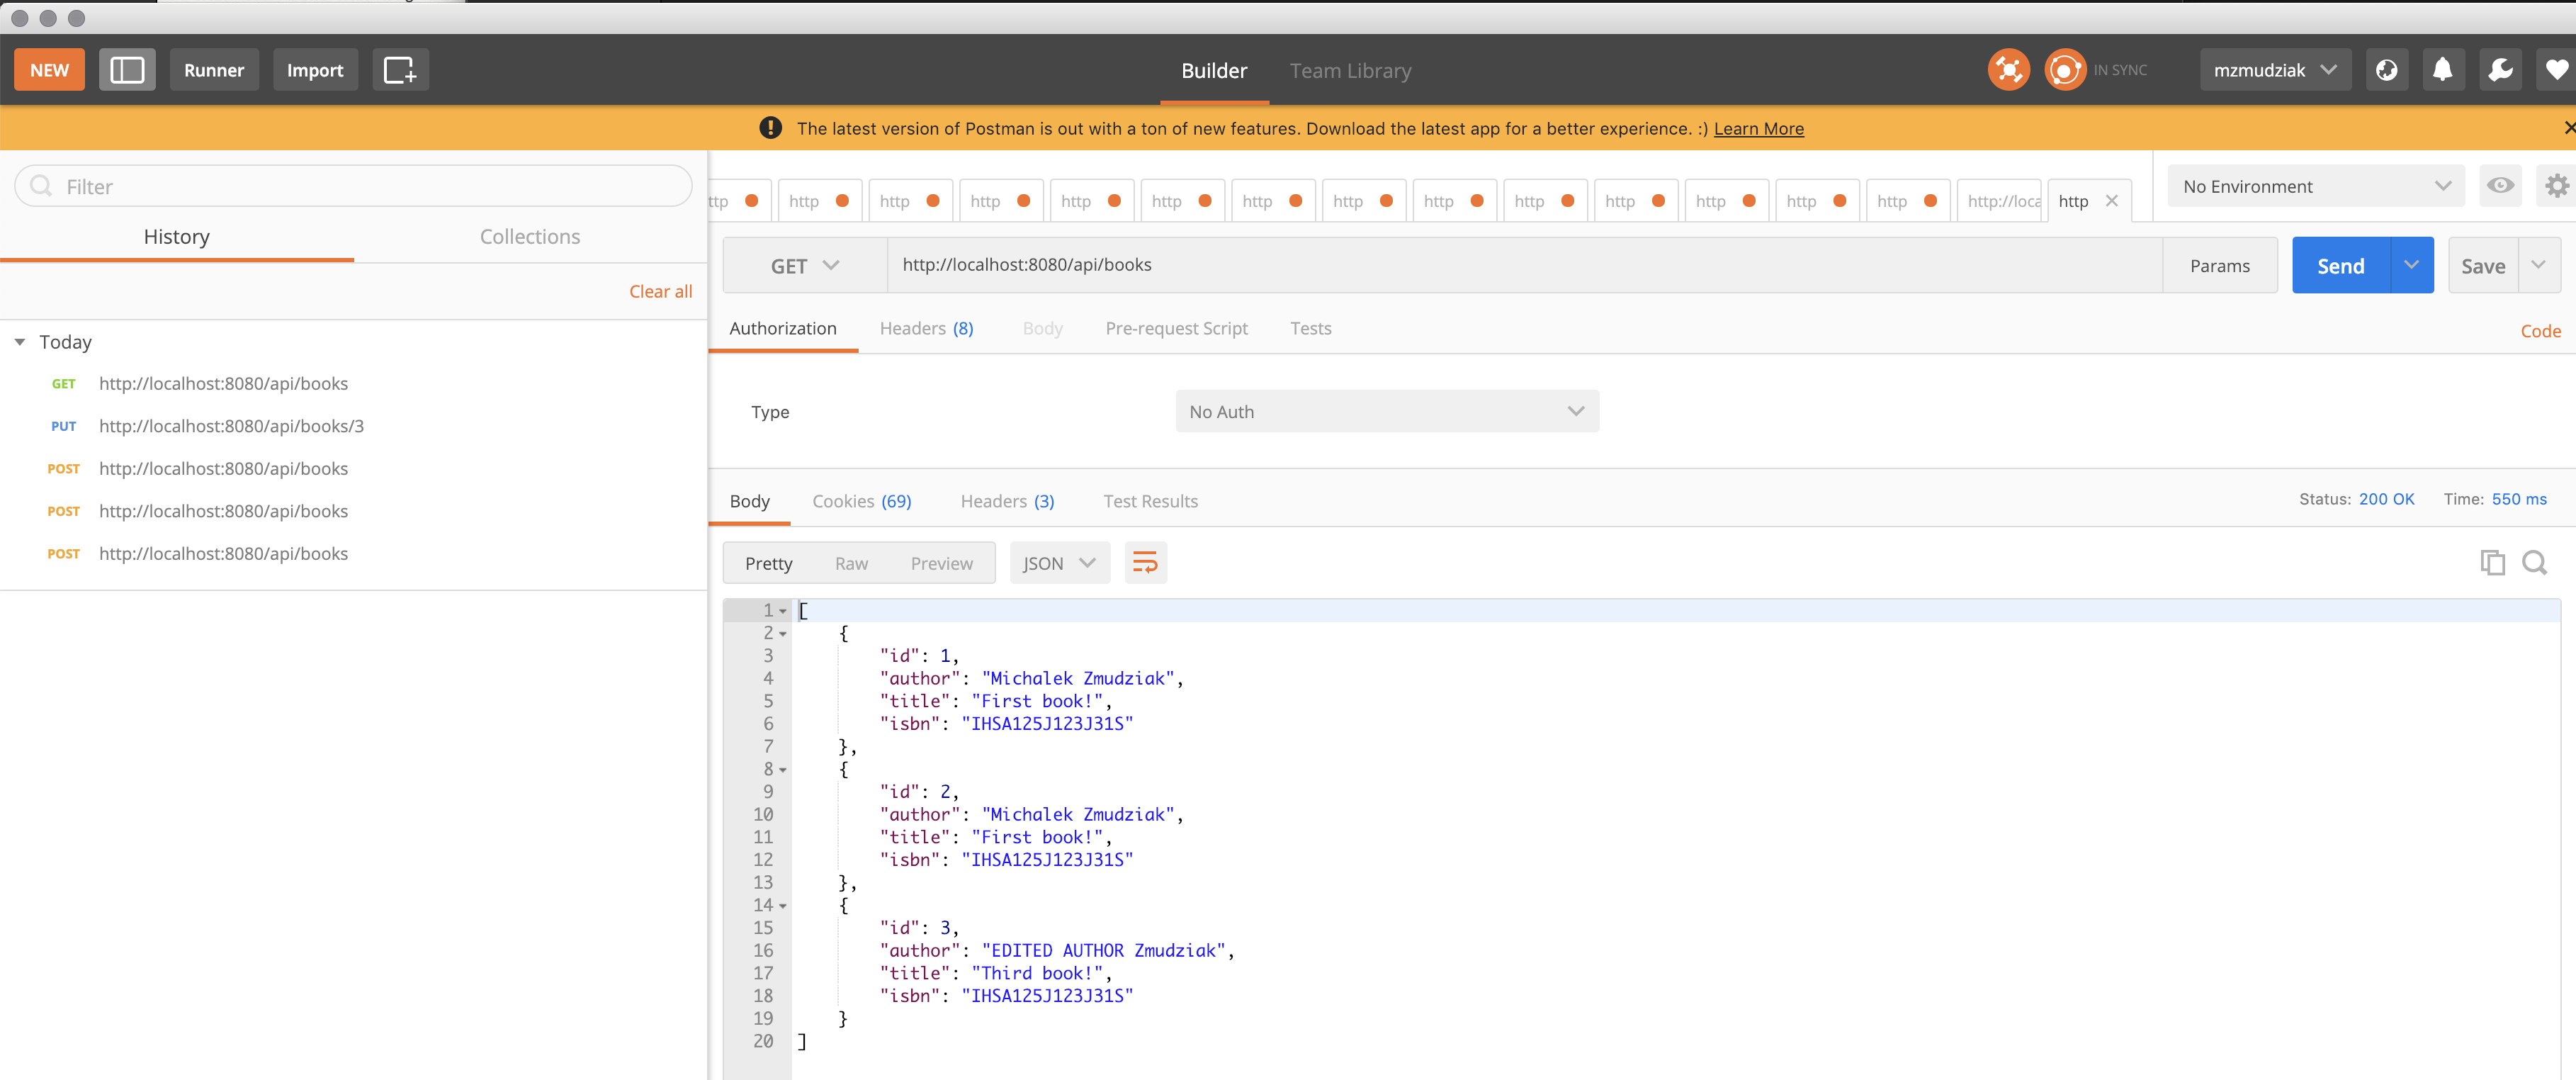 NEW Runner Import Builder Team Library IN SYNC mzmudziak
The latest version of Postman is out with a ton of new features. Download the latest app for a better experience. :) Learn More
Filter
History Collections
Clear all
Today
GET http://localhost:8080/api/books
PUT http://localhost:8080/api/books/3
POST http://localhost:8080/api/books
POST http://localhost:8080/api/books
POST http://localhost:8080/api/books
ttp http http http http http http http http http http http http http http://loca http No Environment
GET http://localhost:8080/api/books Params Send Save
Authorization Headers (8) Body Pre-request Script Tests Code
Type No Auth
Body Cookies (69) Headers (3) Test Results Status: 200 OK Time: 550 ms
Pretty Raw Preview JSON
1 [
2 {
3 "id": 1,
4 "author": "Michalek Zmudziak",
5 "title": "First book!",
6 "isbn": "IHSA125J123J31S"
7 },
8 {
9 "id": 2,
10 "author": "Michalek Zmudziak",
11 "title": "First book!",
12 "isbn": "IHSA125J123J31S"
13 },
14 {
15 "id": 3,
16 "author": "EDITED AUTHOR Zmudziak",
17 "title": "Third book!",
18 "isbn": "IHSA125J123J31S"
19 }
20 ]